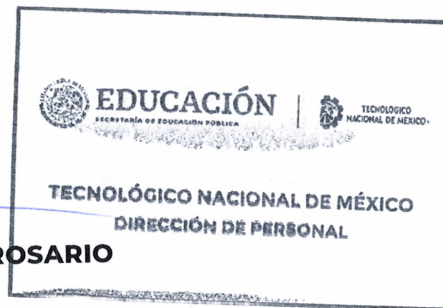 EDUCACIÓN
SECRETARÍA DE EDUCACIÓN PÚBLICA
TECNOLÓGICO
NACIONAL DE MÉXICO
TECNOLÓGICO NACIONAL DE MÉXICO
DIRECCIÓN DE PERSONAL
ROSARIO